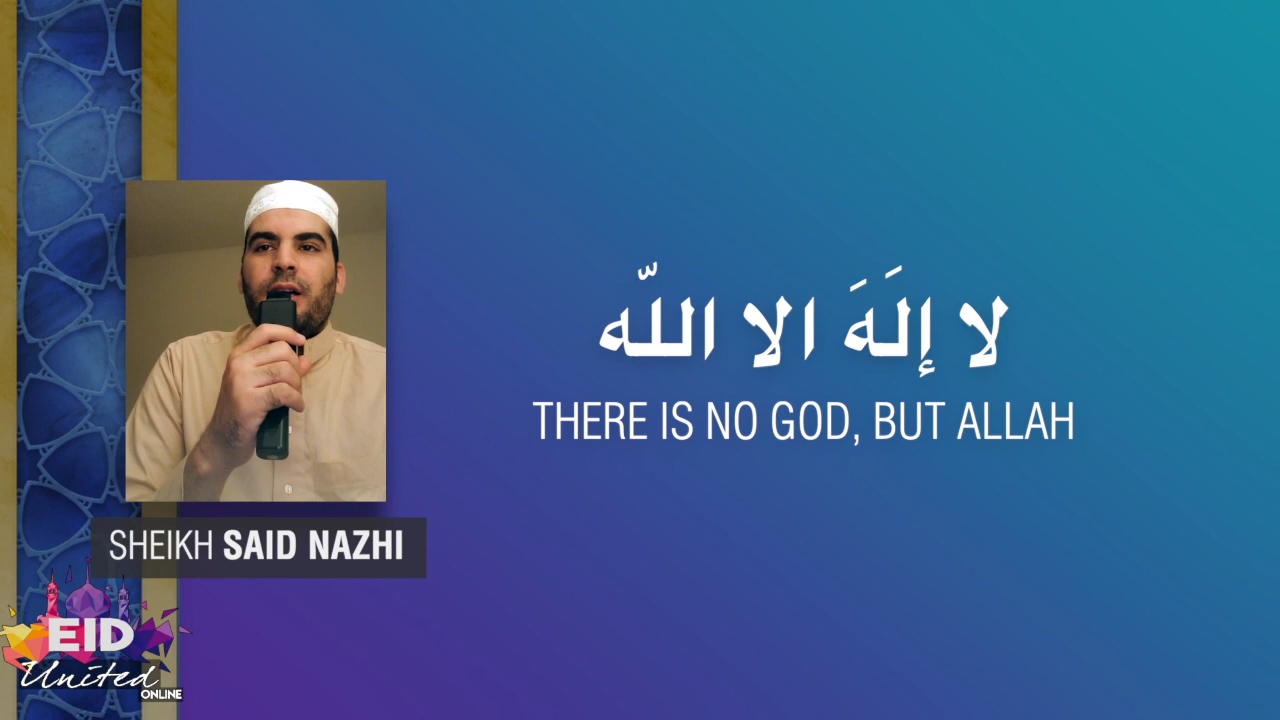 لا إلَهَ الا اللّه
THERE IS NO GOD, BUT ALLAH
SHEIKH SAID NAZHI
EID
United
ONLINE